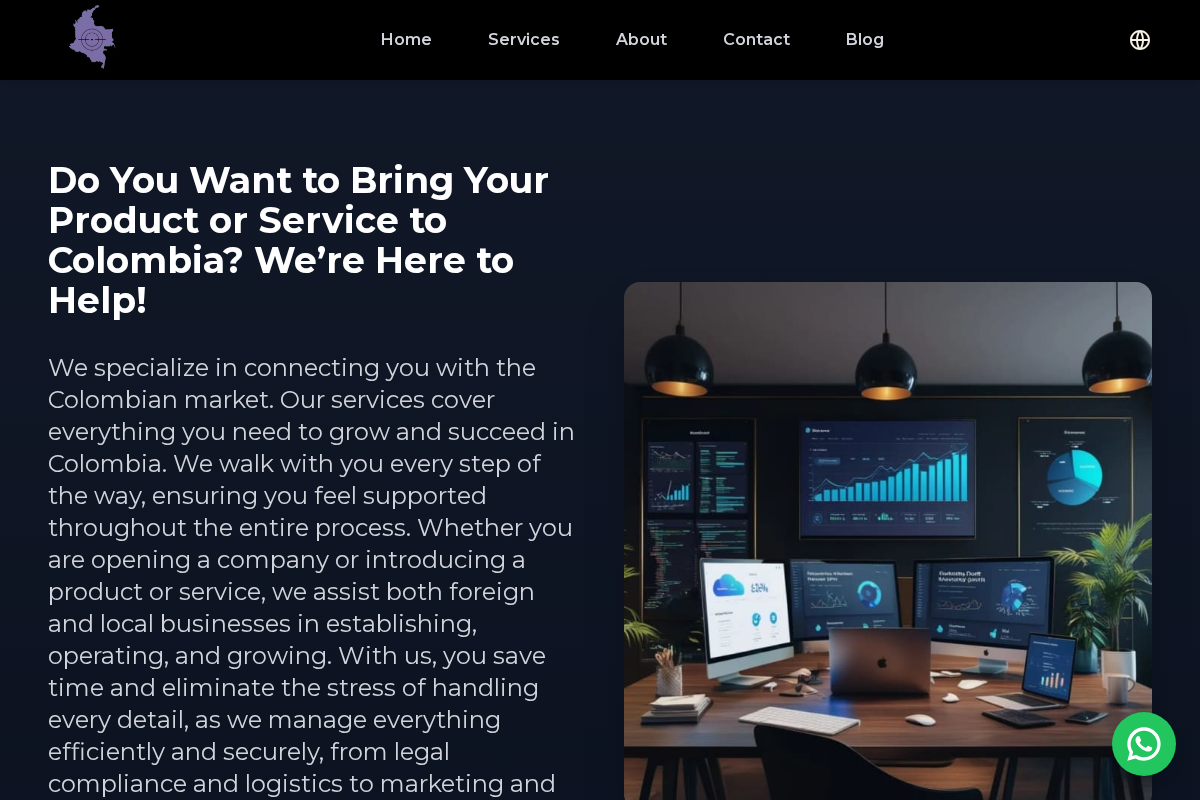 Home
Services
About
Contact
Blog
Do You Want to Bring Your
Product or Service to
Colombia? We’re Here to
Help!
We specialize in connecting you with the
Colombian market. Our services cover
everything you need to grow and succeed in
Colombia. We walk with you every step of
the way, ensuring you feel supported
throughout the entire process. Whether you
are opening a company or introducing a
product or service, we assist both foreign
and local businesses in establishing,
operating, and growing. With us, you save
time and eliminate the stress of handling
every detail, as we manage everything
efficiently and securely, from legal
compliance and logistics to marketing and